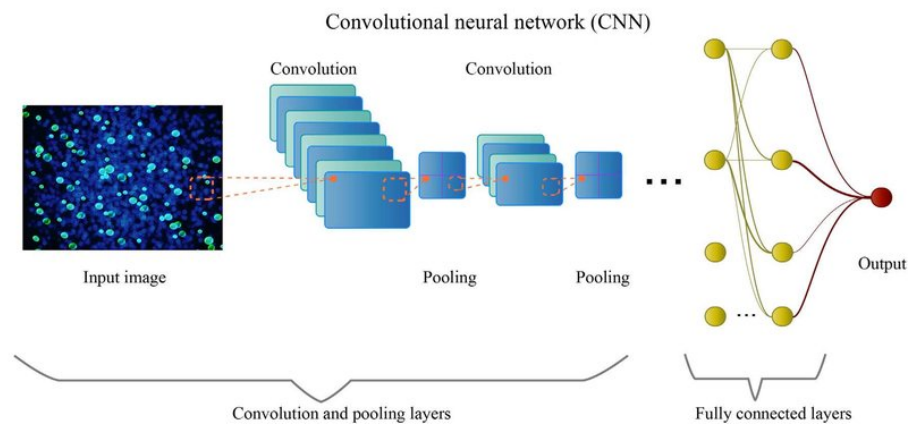 Convolutional neural network (CNN)
Convolution
Convolution
Input image
Pooling
Pooling
...
...
Output
Convolution and pooling layers
Fully connected layers